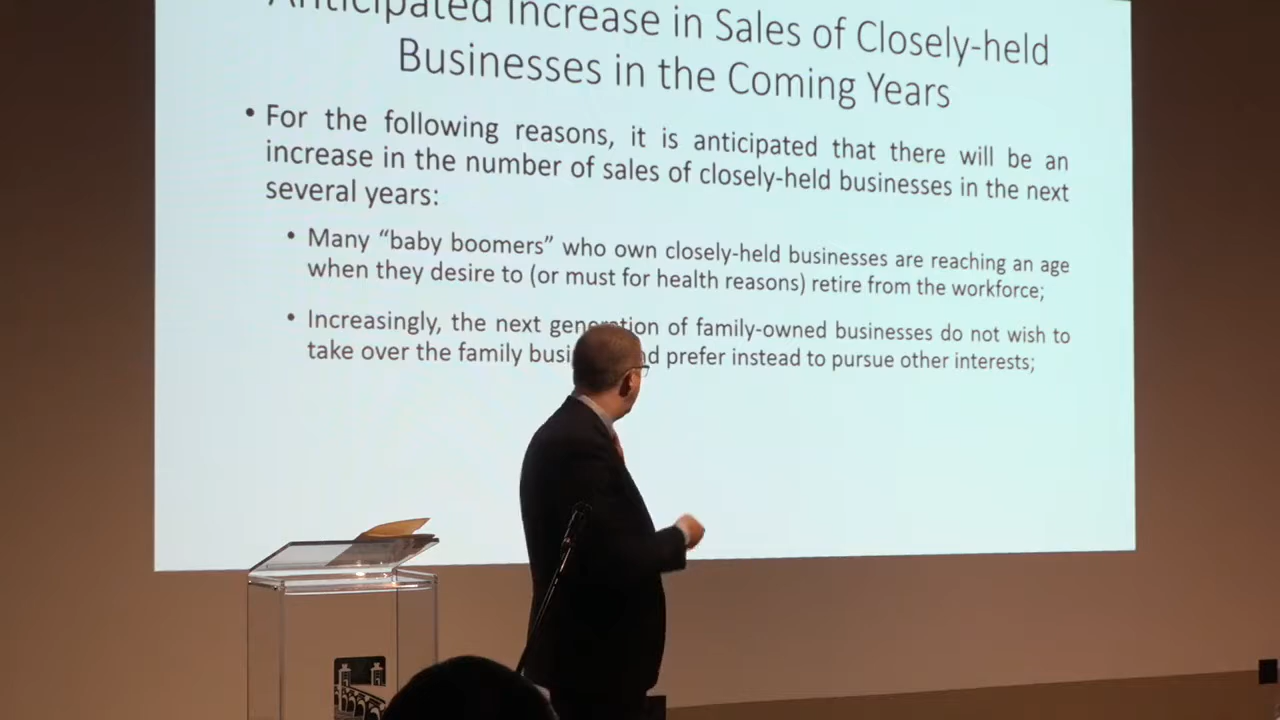 Anticipated Increase in Sales of Closely-held
Businesses in the Coming Years
• For the following reasons, it is anticipated that there will be an
increase in the number of sales of closely-held businesses in the next
several years:
• Many “baby boomers” who own closely-held businesses are reaching an age
when they desire to (or must for health reasons) retire from the workforce;
• Increasingly, the next generation of family-owned businesses do not wish to
take over the family prefer instead to pursue other interests;